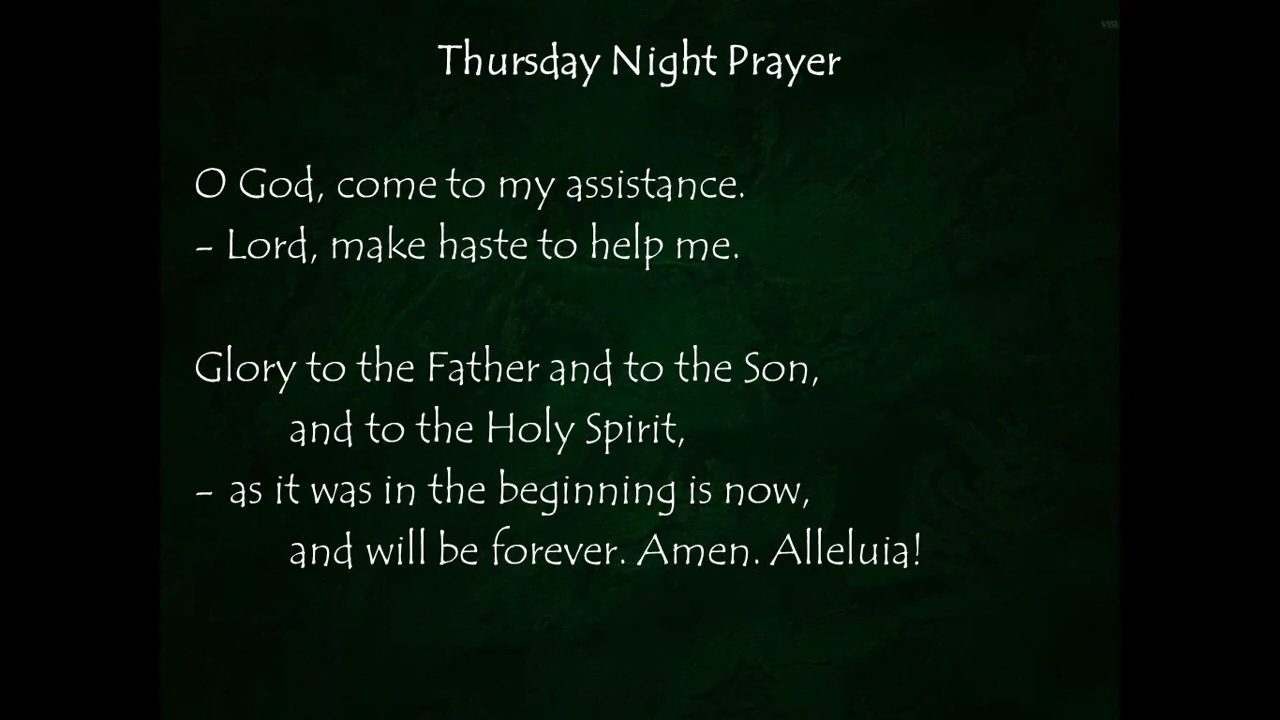 Thursday Night Prayer
O God, come to my assistance.
- Lord, make haste to help me.
Glory to the Father and to the Son,
and to the Holy Spirit,
- as it was in the beginning is now,
and will be forever. Amen. Alleluia!